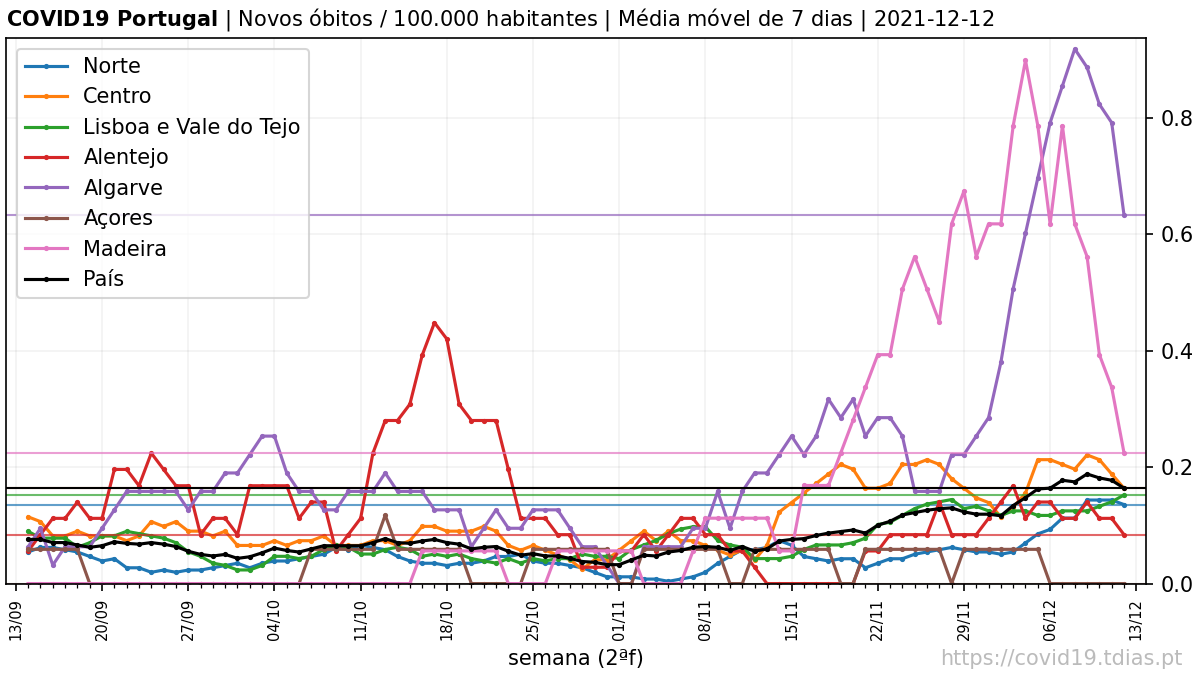 COVID19 Portugal | Novos óbitos / 100.000 habitantes | Média móvel de 7 dias | 2021-12-12
Norte
Centro
Lisboa e Vale do Tejo
Alentejo
Algarve
Açores
Madeira
País
0.8
0.6
0.4
0.2
0.0
13/09 20/09 27/09 04/10 11/10 18/10 25/10 01/11 08/11 15/11 22/11 29/11 06/12 13/12
semana (2ªf)
https://covid19.tdias.pt